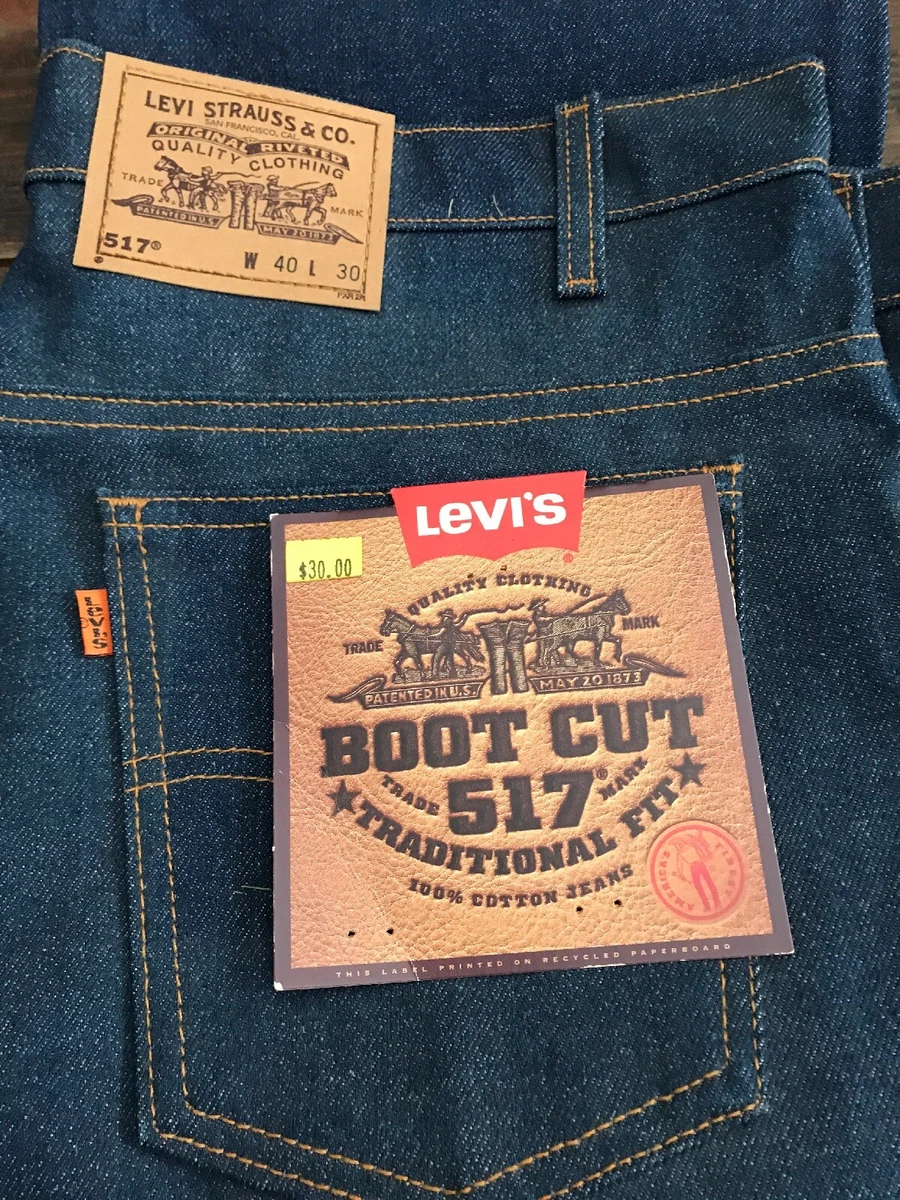 LEVI STRAUSS & CO.
SAN FRANCISCO, CAL.
ORIGINAL RIVETED
QUALITY CLOTHING
TRADE MARK
PATENTED IN U.S. MAY 20 1873
517®
W 40 L 30
®
LEVI'S
LEVI'S
®
$30.00
QUALITY CLOTHING
TRADE MARK
PATENTED IN U.S. MAY 20 1873
BOOT CUT
TRADE 517® MARK
★ TRADITIONAL FIT ★
100% COTTON JEANS
AMERICA'S FINEST
THIS LABEL PRINTED ON RECYCLED PAPERBOARD